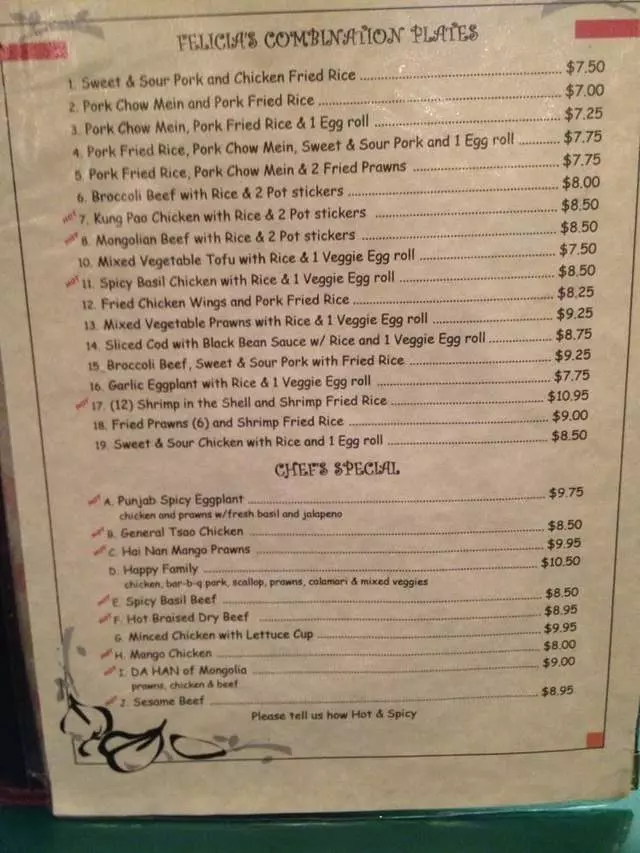 FELICIA'S COMBINATION PLATES
1. Sweet & Sour Pork and Chicken Fried Rice $7.50
2. Pork Chow Mein and Pork Fried Rice $7.00
3. Pork Chow Mein, Pork Fried Rice & 1 Egg roll $7.25
4. Pork Fried Rice, Pork Chow Mein, Sweet & Sour Pork and 1 Egg roll $7.75
5. Pork Fried Rice, Pork Chow Mein & 2 Fried Prawns $7.75
6. Broccoli Beef with Rice & 2 Pot stickers $8.00
HOT 7. Kung Pao Chicken with Rice & 2 Pot stickers $8.50
HOT 8. Mongolian Beef with Rice & 2 Pot stickers $8.50
10. Mixed Vegetable Tofu with Rice & 1 Veggie Egg roll $7.50
HOT 11. Spicy Basil Chicken with Rice & 1 Veggie Egg roll $8.50
12. Fried Chicken Wings and Pork Fried Rice $8.25
13. Mixed Vegetable Prawns with Rice & 1 Veggie Egg roll $9.25
14. Sliced Cod with Black Bean Sauce w/ Rice and 1 Veggie Egg roll $8.75
15. Broccoli Beef, Sweet & Sour Pork with Fried Rice $9.25
16. Garlic Eggplant with Rice & 1 Veggie Egg roll $7.75
HOT 17. (12) Shrimp in the Shell and Shrimp Fried Rice $10.95
18. Fried Prawns (6) and Shrimp Fried Rice $9.00
19. Sweet & Sour Chicken with Rice and 1 Egg roll $8.50
CHEF'S SPECIAL
HOT A. Punjab Spicy Eggplant $9.75
chicken and prawns w/fresh basil and jalapeno
HOT B. General Tsao Chicken $8.50
HOT C. Hai Nan Mango Prawns $9.95
D. Happy Family $10.50
chicken, bar-b-q pork, scallop, prawns, calamari & mixed veggies
HOT E. Spicy Basil Beef $8.50
HOT F. Hot Braised Dry Beef $8.95
G. Minced Chicken with Lettuce Cup $9.95
HOT H. Mango Chicken $8.00
HOT I. DA HAN of Mongolia $9.00
prawns, chicken & beef
HOT J. Sesame Beef $8.95
Please tell us how Hot & Spicy